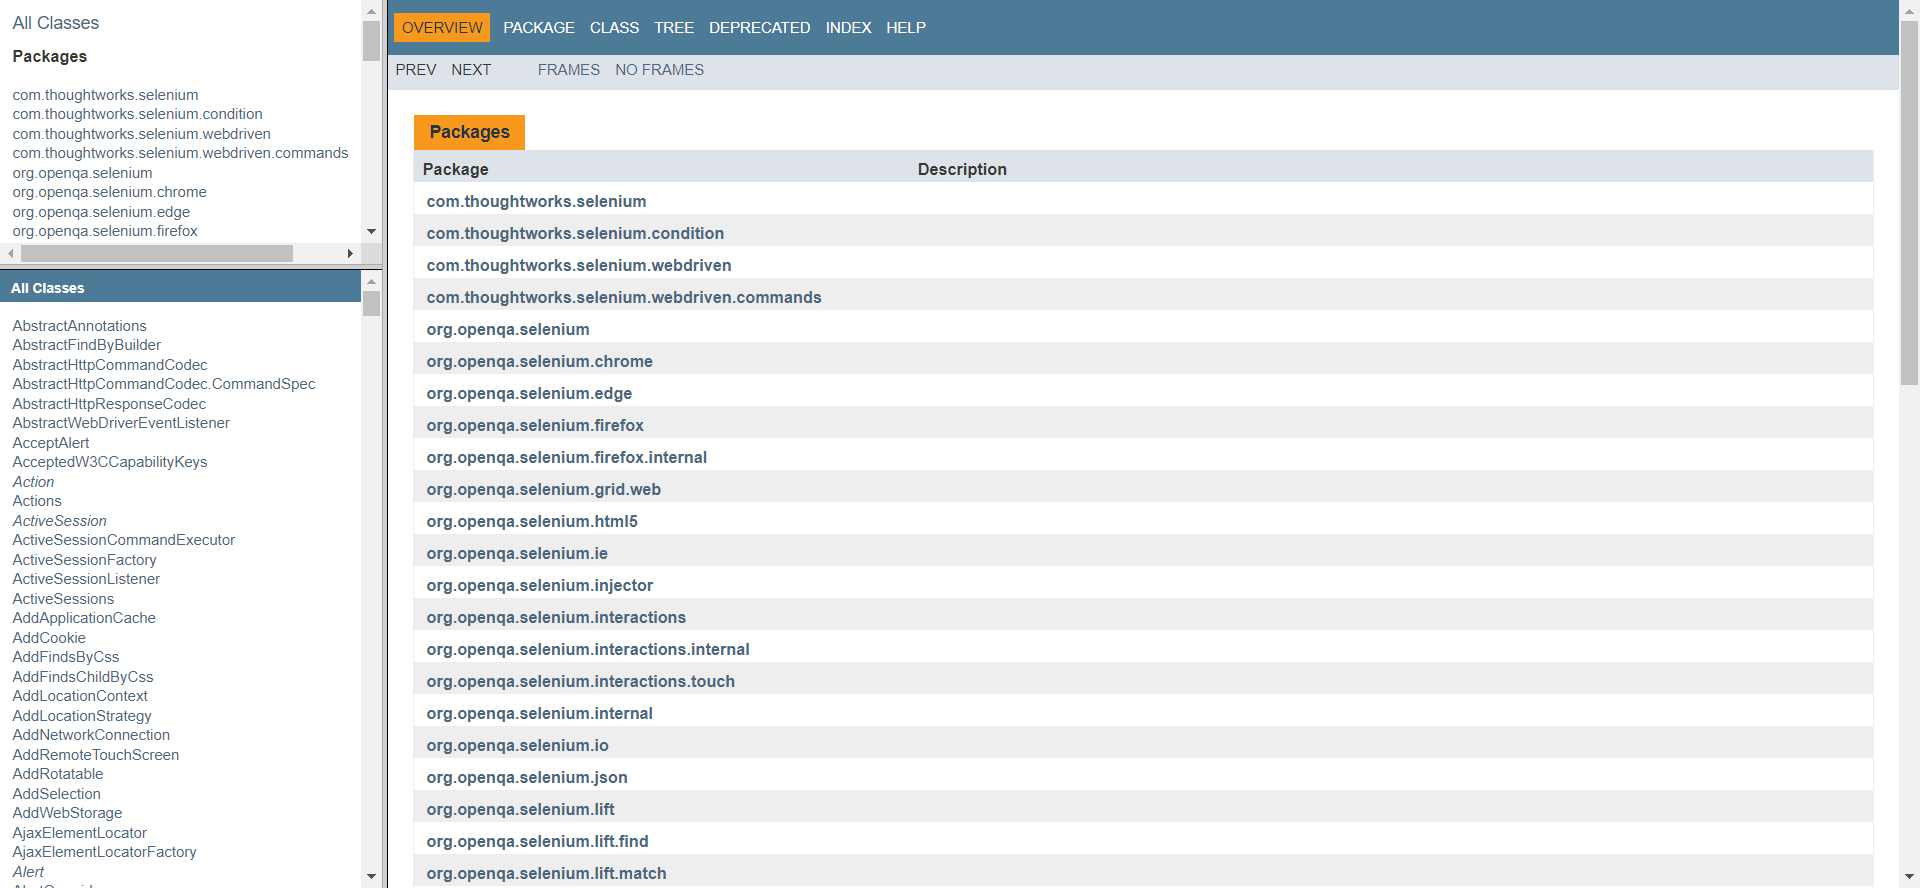 All Classes
Packages
com.thoughtworks.selenium
com.thoughtworks.selenium.condition
com.thoughtworks.selenium.webdriven
com.thoughtworks.selenium.webdriven.commands
org.openqa.selenium
org.openqa.selenium.chrome
org.openqa.selenium.edge
org.openqa.selenium.firefox
All Classes
AbstractAnnotations
AbstractFindByBuilder
AbstractHttpCommandCodec
AbstractHttpCommandCodec.CommandSpec
AbstractHttpResponseCodec
AbstractWebDriverEventListener
AcceptAlert
AcceptedW3CCapabilityKeys
Action
Actions
ActiveSession
ActiveSessionCommandExecutor
ActiveSessionFactory
ActiveSessionListener
ActiveSessions
AddApplicationCache
AddCookie
AddFindsByCss
AddFindsChildByCss
AddLocationContext
AddLocationStrategy
AddNetworkConnection
AddRemoteTouchScreen
AddRotatable
AddSelection
AddWebStorage
AjaxElementLocator
AjaxElementLocatorFactory
Alert
OVERVIEW PACKAGE CLASS TREE DEPRECATED INDEX HELP
PREV NEXT FRAMES NO FRAMES
Packages
Package Description
com.thoughtworks.selenium
com.thoughtworks.selenium.condition
com.thoughtworks.selenium.webdriven
com.thoughtworks.selenium.webdriven.commands
org.openqa.selenium
org.openqa.selenium.chrome
org.openqa.selenium.edge
org.openqa.selenium.firefox
org.openqa.selenium.firefox.internal
org.openqa.selenium.grid.web
org.openqa.selenium.html5
org.openqa.selenium.ie
org.openqa.selenium.injector
org.openqa.selenium.interactions
org.openqa.selenium.interactions.internal
org.openqa.selenium.interactions.touch
org.openqa.selenium.internal
org.openqa.selenium.io
org.openqa.selenium.json
org.openqa.selenium.lift
org.openqa.selenium.lift.find
org.openqa.selenium.lift.match